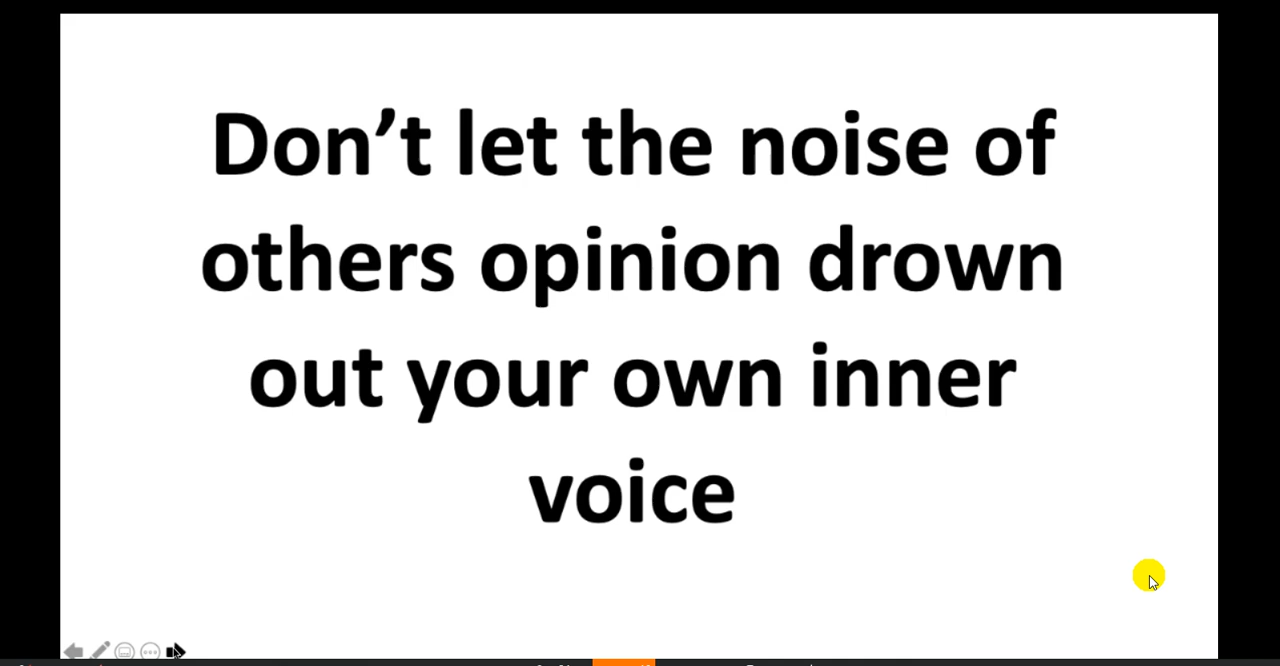 Don’t let the noise of
others opinion drown
out your own inner
voice